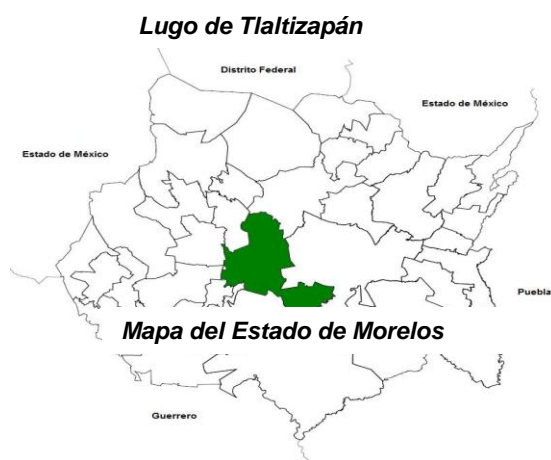 Lugo de Tlaltizapán
Distrito Federal
Estado de México
Estado de México
Puebla
Mapa del Estado de Morelos
Guerrero